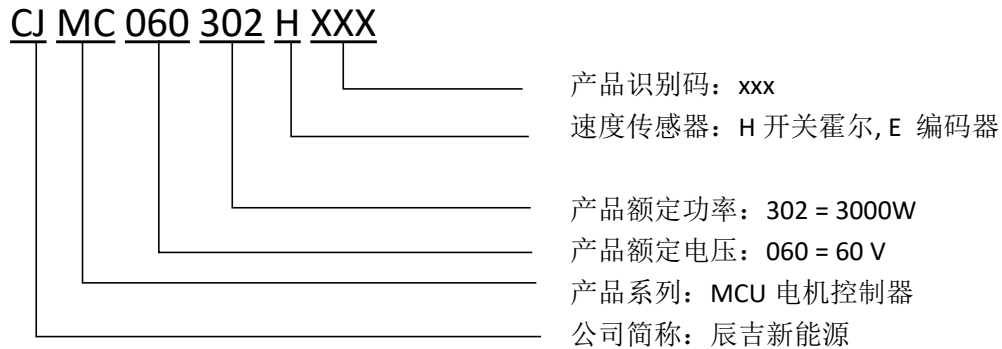 CJ MC 060 302 H XXX
产品识别码：xxx
速度传感器：H 开关霍尔, E 编码器
产品额定功率：302 = 3000W
产品额定电压：060 = 60 V
产品系列：MCU 电机控制器
公司简称：辰吉新能源